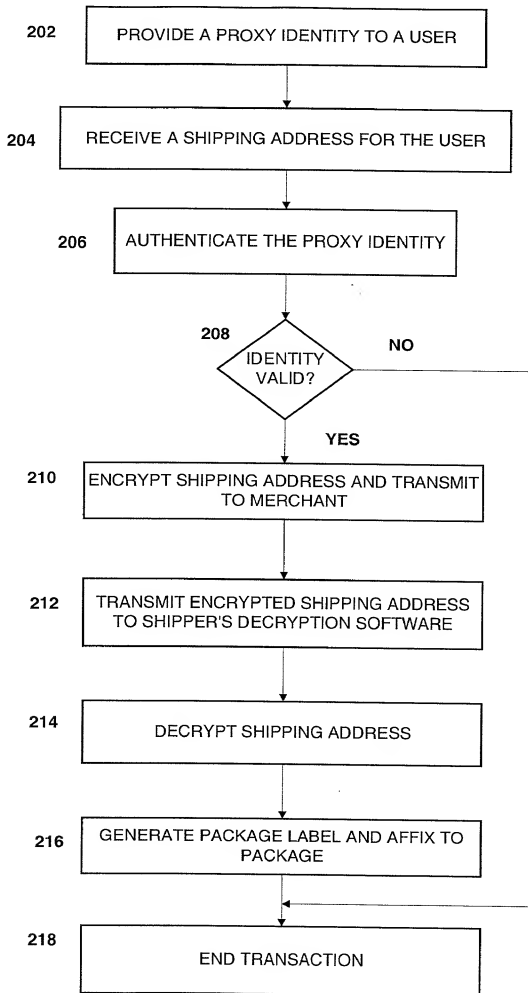 202
PROVIDE A PROXY IDENTITY TO A USER
204
RECEIVE A SHIPPING ADDRESS FOR THE USER
206
AUTHENTICATE THE PROXY IDENTITY
208
IDENTITY
VALID?
NO
YES
210
ENCRYPT SHIPPING ADDRESS AND TRANSMIT
TO MERCHANT
212
TRANSMIT ENCRYPTED SHIPPING ADDRESS
TO SHIPPER'S DECRYPTION SOFTWARE
214
DECRYPT SHIPPING ADDRESS
216
GENERATE PACKAGE LABEL AND AFFIX TO
PACKAGE
218
END TRANSACTION